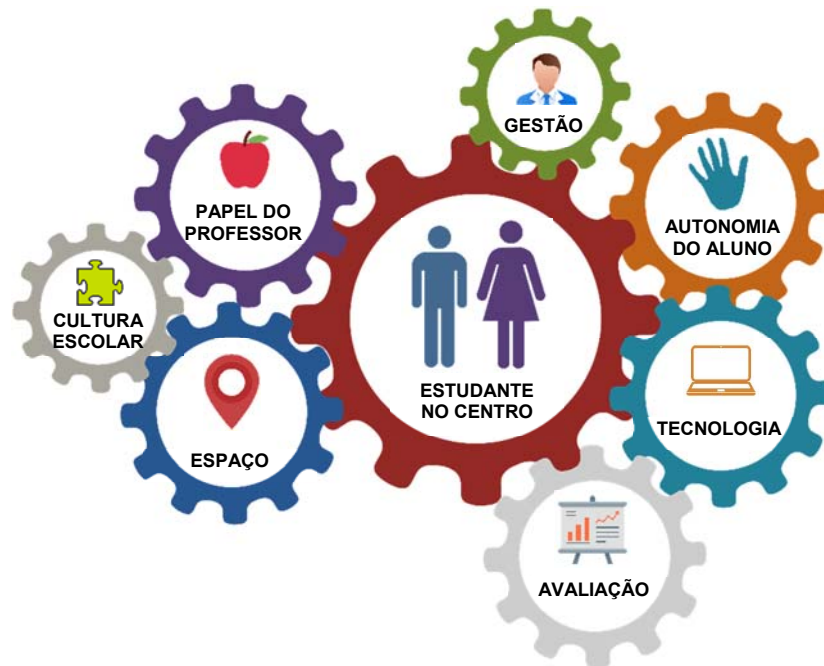 GESTÃO
PAPEL DO
PROFESSOR
AUTONOMIA
DO ALUNO
CULTURA
ESCOLAR
ESTUDANTE
NO CENTRO
TECNOLOGIA
ESPAÇO
AVALIAÇÃO